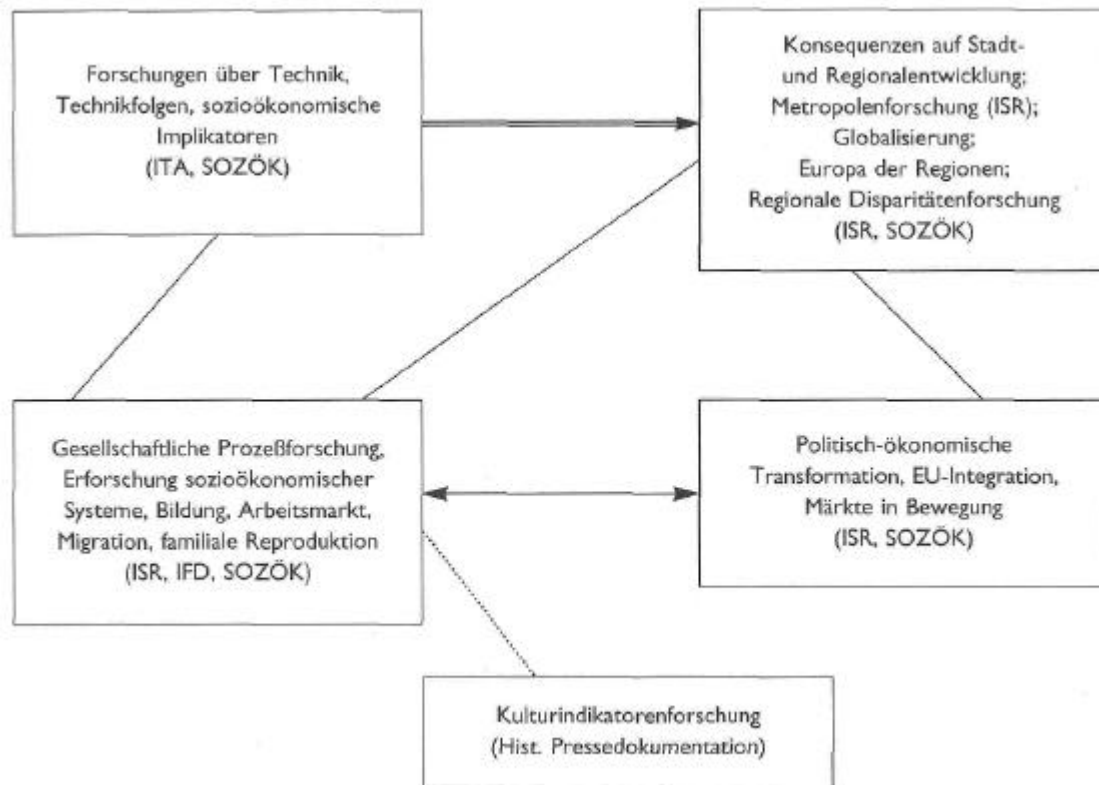 Forschungen über Technik,
Technikfolgen, sozioökonomische
Implikatoren
(ITA, SOZÖK)
Konsequenzen auf Stadt-
und Regionalentwicklung;
Metropolenforschung (ISR);
Globalisierung;
Europa der Regionen;
Regionale Disparitätenforschung
(ISR, SOZÖK)
Gesellschaftliche Prozeßforschung,
Erforschung sozioökonomischer
Systeme, Bildung, Arbeitsmarkt,
Migration, familiale Reproduktion
(ISR, IFD, SOZÖK)
Politisch-ökonomische
Transformation, EU-Integration,
Märkte in Bewegung
(ISR, SOZÖK)
Kulturindikatorenforschung
(Hist. Pressedokumentation)